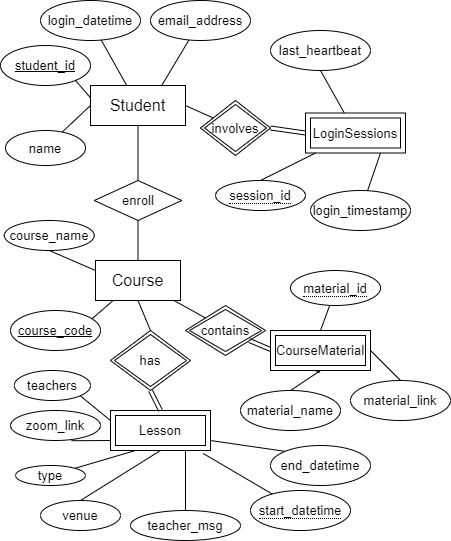 login_datetime
email_address
student_id
last_heartbeat
Student
involves
LoginSessions
name
session_id
login_timestamp
enroll
course_name
Course
material_id
course_code
contains
CourseMaterial
has
teachers
material_name
material_link
zoom_link
Lesson
type
end_datetime
venue
teacher_msg
start_datetime